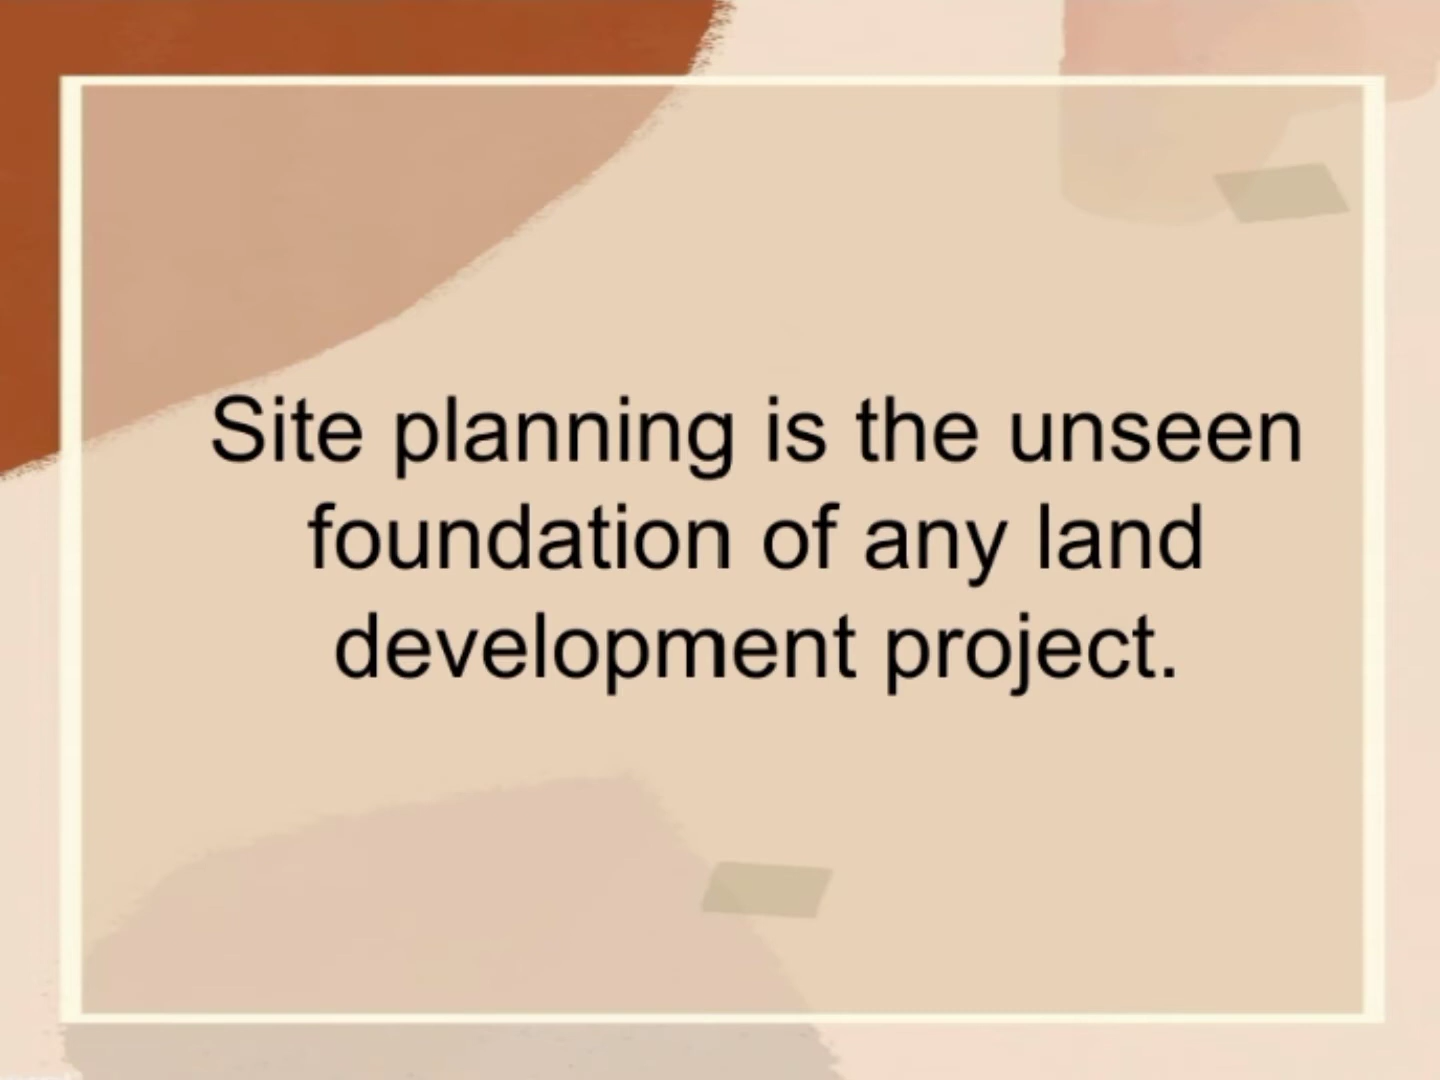 Site planning is the unseen
foundation of any land
development project.